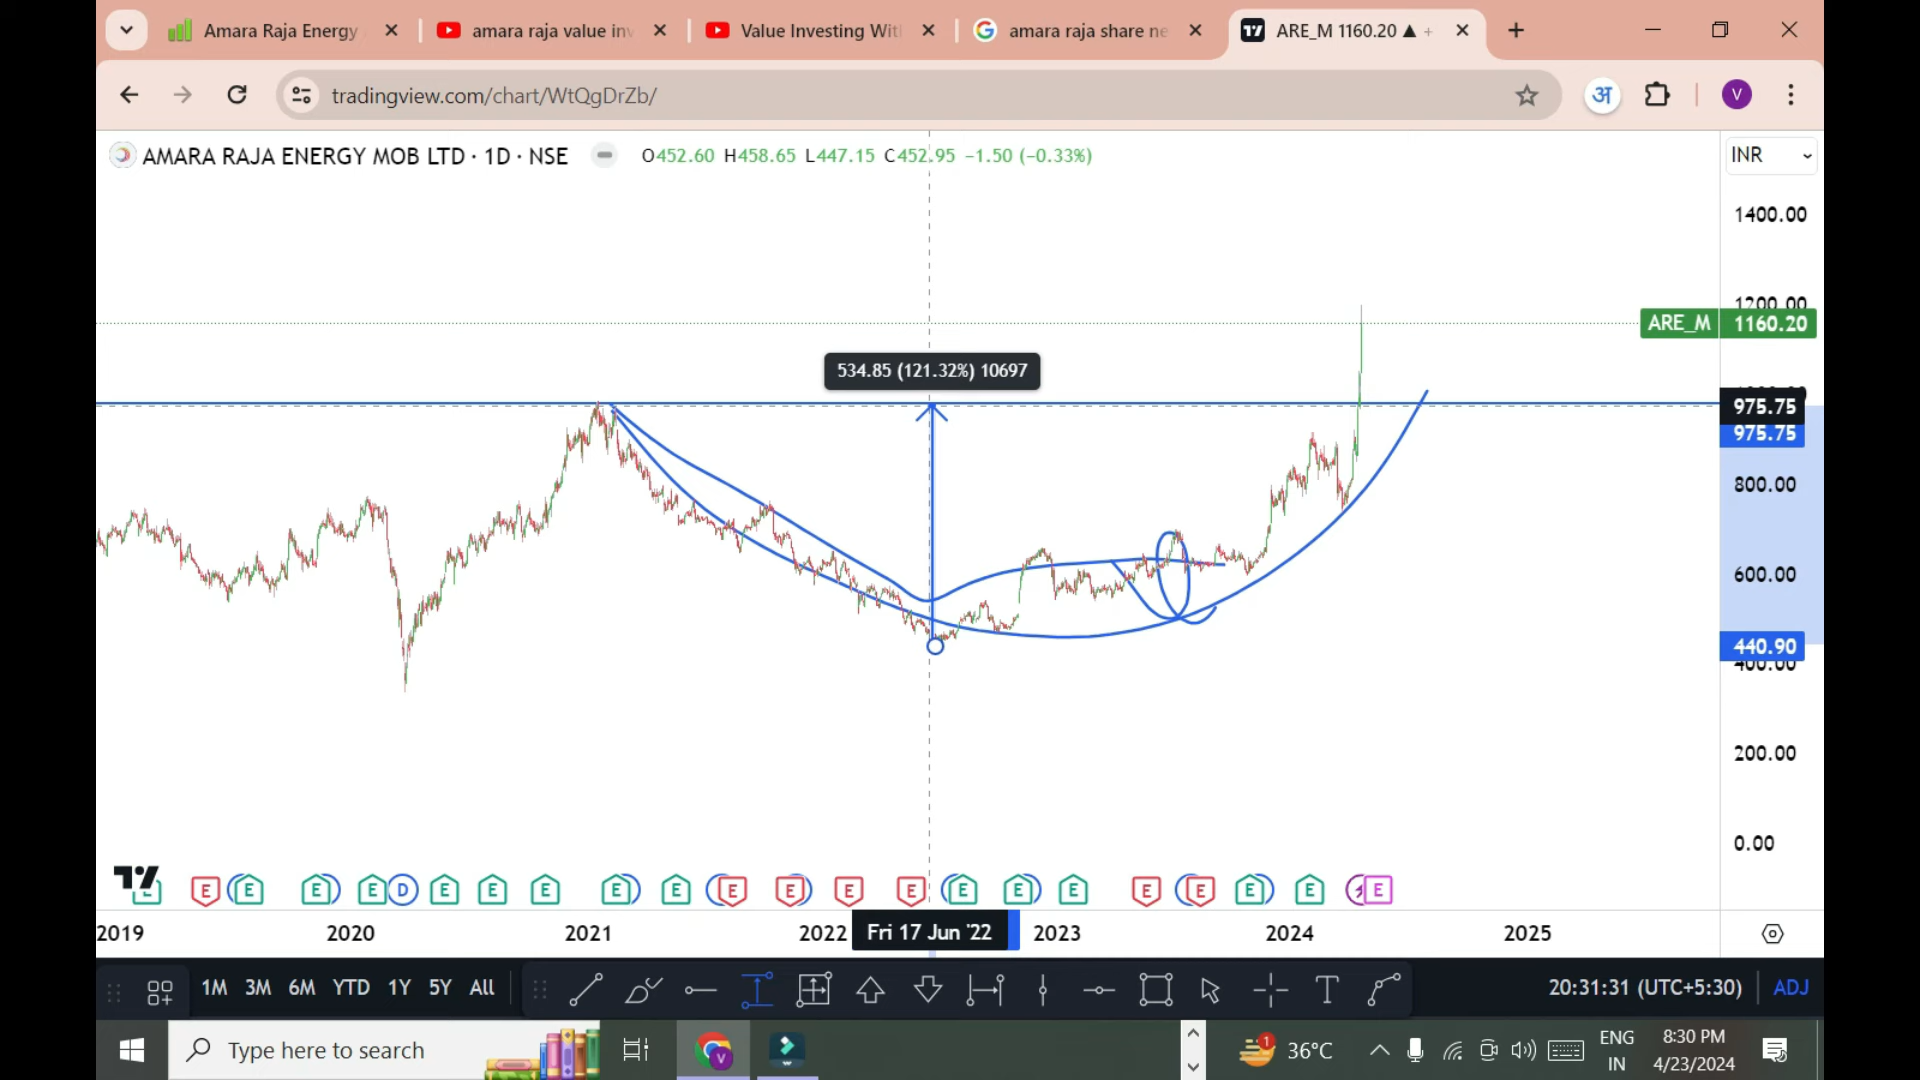 Amara Raja Energy
amara raja value inv
Value Investing Wit
amara raja share ne
ARE_M 1160.20 ▲ +
tradingview.com/chart/WtQgDrZb/
अ
V
AMARA RAJA ENERGY MOB LTD · 1D · NSE
O452.60 H458.65 L447.15 C452.95 −1.50 (−0.33%)
INR
1400.00
1200.00
ARE_M 1160.20
534.85 (121.32%) 10697
975.75
975.75
800.00
600.00
440.90
400.00
200.00
0.00
E E E E D E E E E E E E E E E E E E E E E E
2019 2020 2021 2022 Fri 17 Jun '22 2023 2024 2025
1M 3M 6M YTD 1Y 5Y All
T
20:31:31 (UTC+5:30) ADJ
Type here to search
V
1
36°C
ENG
IN
8:30 PM
4/23/2024